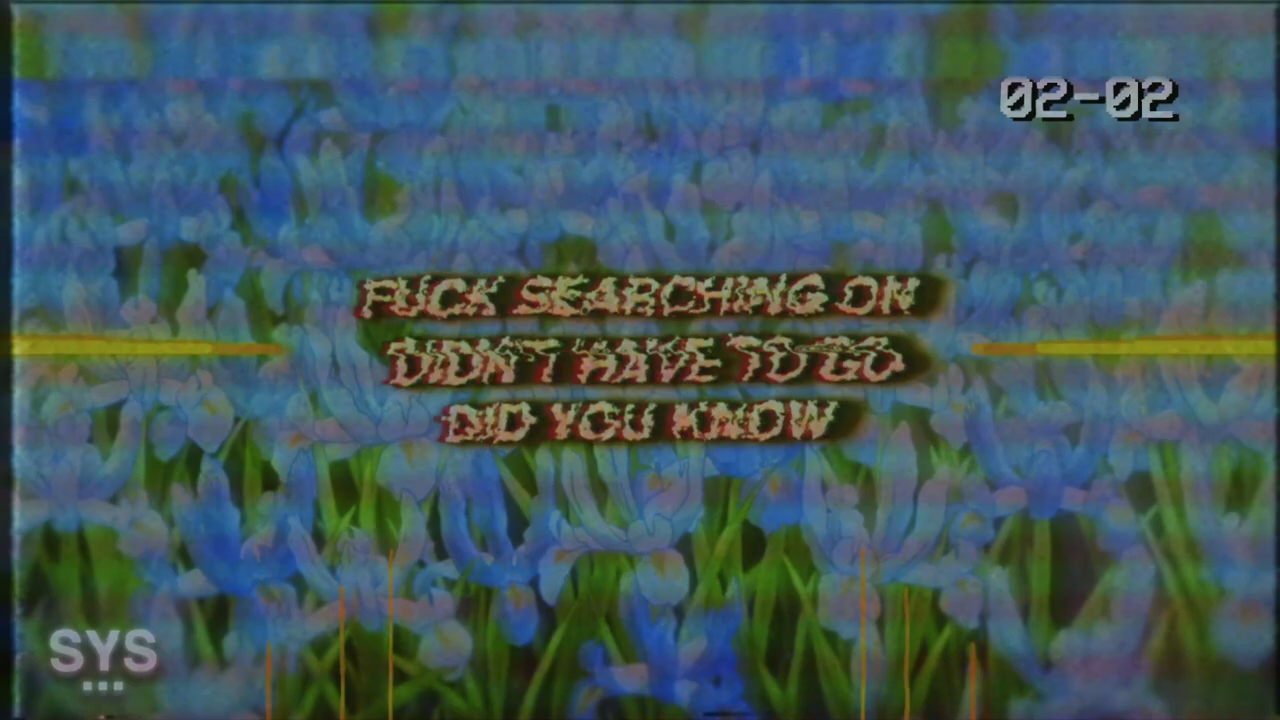 02-02
FUCK SEARCHING ON
DIDN'T HAVE TO GO
DID YOU KNOW
SYS